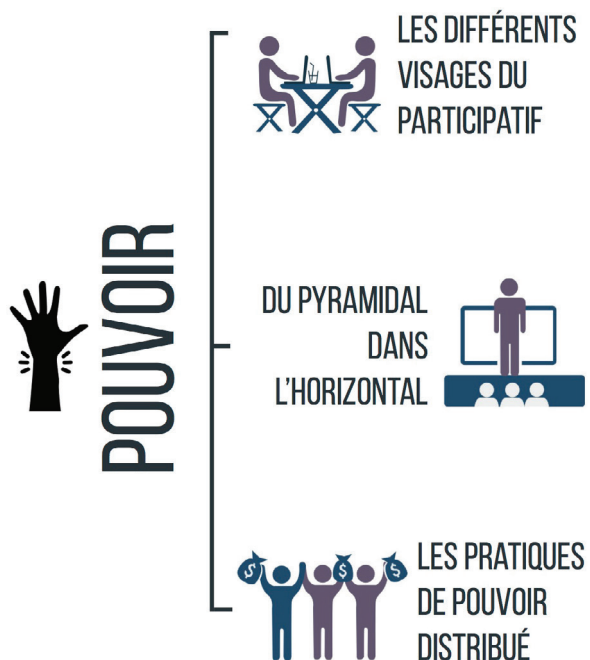 POUVOIR
LES DIFFÉRENTS
VISAGES DU
PARTICIPATIF
DU PYRAMIDAL
DANS
L'HORIZONTAL
$ $ $
LES PRATIQUES
DE POUVOIR
DISTRIBUÉ